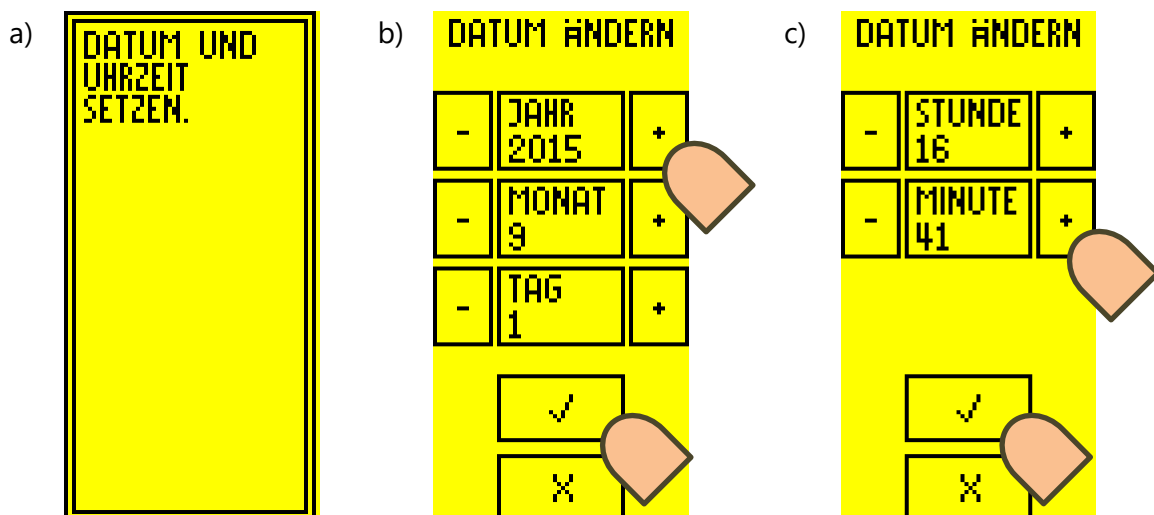 a)
DATUM UND
UHRZEIT
SETZEN.
b)
DATUM ÄNDERN
- JAHR +
2015
- MONAT +
9
- TAG +
1
✓
X
c)
DATUM ÄNDERN
- STUNDE +
16
- MINUTE +
41
✓
X